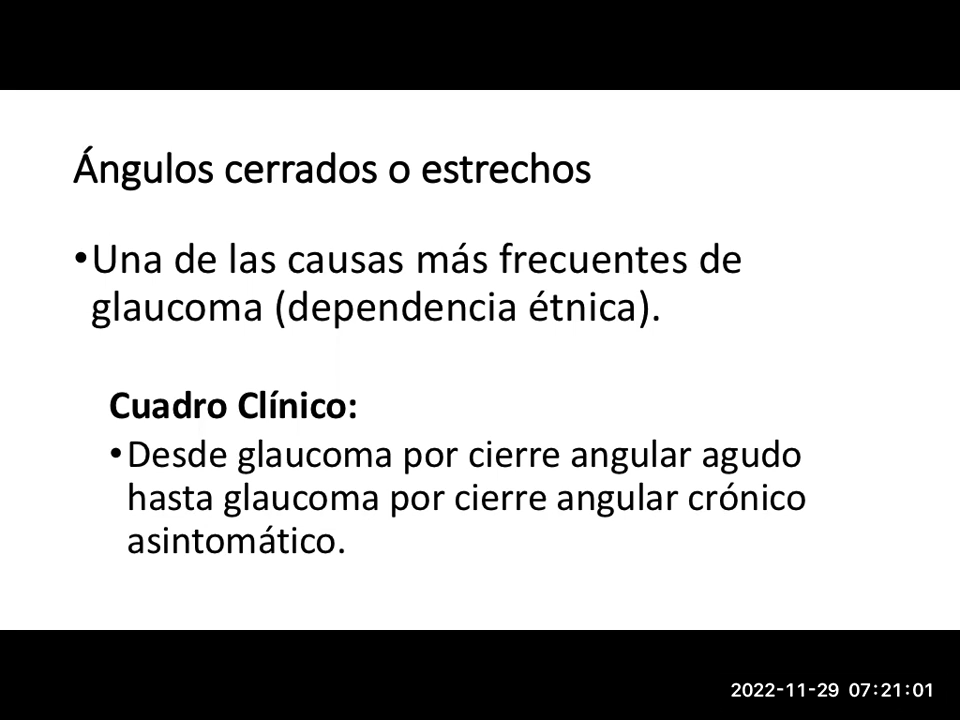 Ángulos cerrados o estrechos
•Una de las causas más frecuentes de
glaucoma (dependencia étnica).
Cuadro Clínico:
•Desde glaucoma por cierre angular agudo
hasta glaucoma por cierre angular crónico
asintomático.
2022-11-29 07:21:01